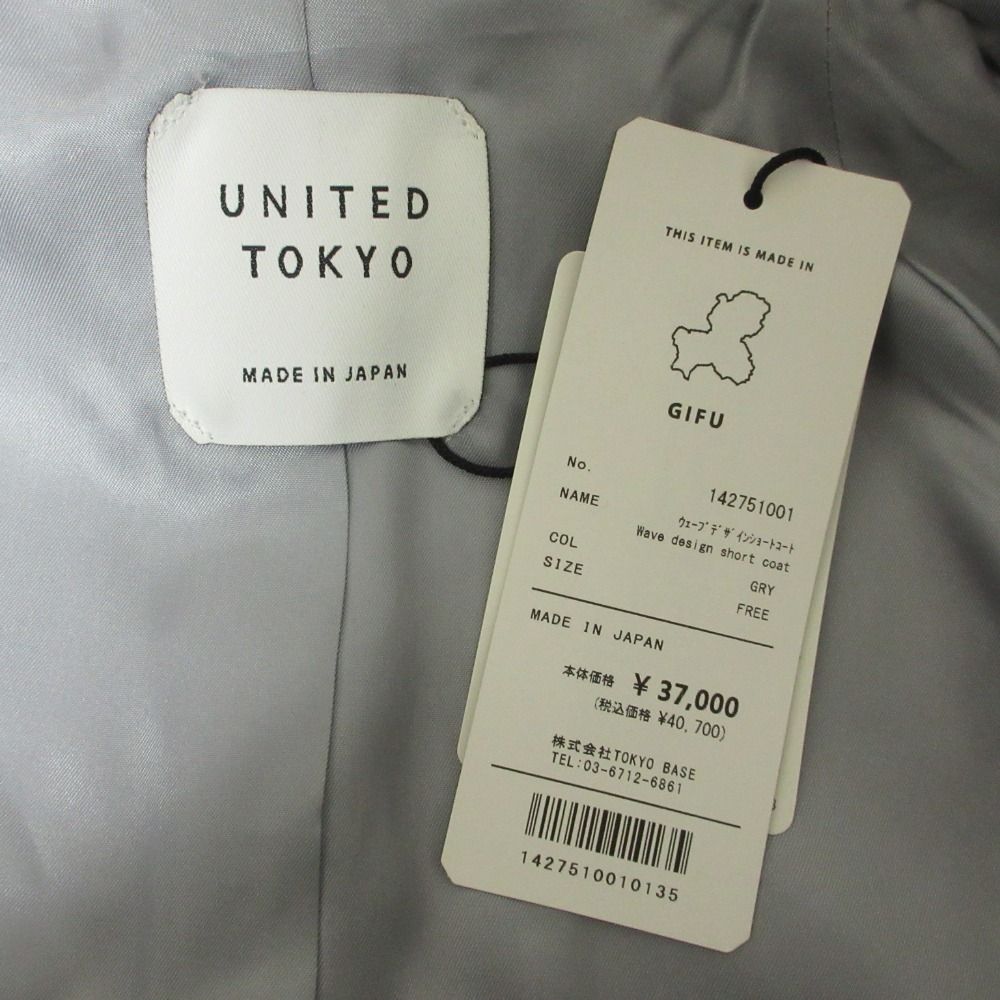 UNITED
TOKYO
MADE IN JAPAN
THIS ITEM IS MADE IN
GIFU
No. 142751001
NAME ｳｪｰﾌﾞﾃﾞｻﾞｲﾝｼｮｰﾄｺｰﾄ
Wave design short coat
COL GRY
SIZE FREE
MADE IN JAPAN
本体価格 ¥ 37,000
(税込価格 ¥40,700)
株式会社TOKYO BASE
TEL:03-6712-6861
1427510010135